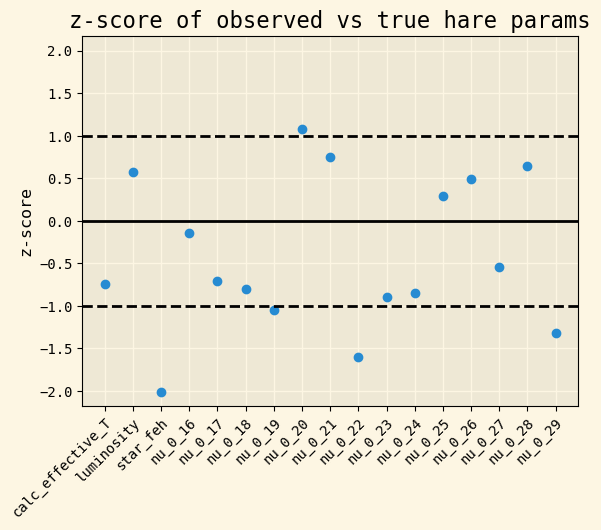 z-score of observed vs true hare params
z-score
2.0
1.5
1.0
0.5
0.0
−0.5
−1.0
−1.5
−2.0
calc_effective_T
luminosity
star_feh
nu_0_16
nu_0_17
nu_0_18
nu_0_19
nu_0_20
nu_0_21
nu_0_22
nu_0_23
nu_0_24
nu_0_25
nu_0_26
nu_0_27
nu_0_28
nu_0_29